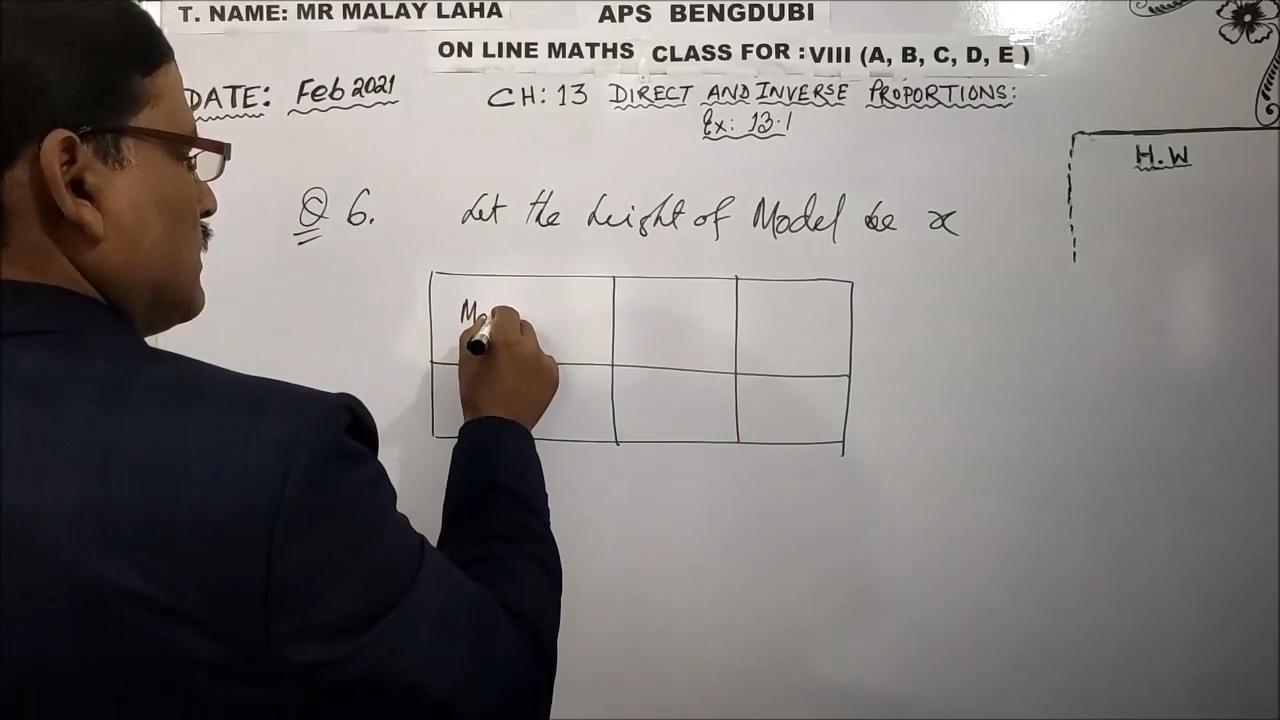 T. NAME: MR MALAY LAHA APS BENGDUBI
ON LINE MATHS CLASS FOR : VIII (A, B, C, D, E )
DATE: Feb 2021 CH: 13 DIRECT AND INVERSE PROPORTIONS:
Ex: 13.1
H.W
Q 6. Let the height of Model be x
Mo